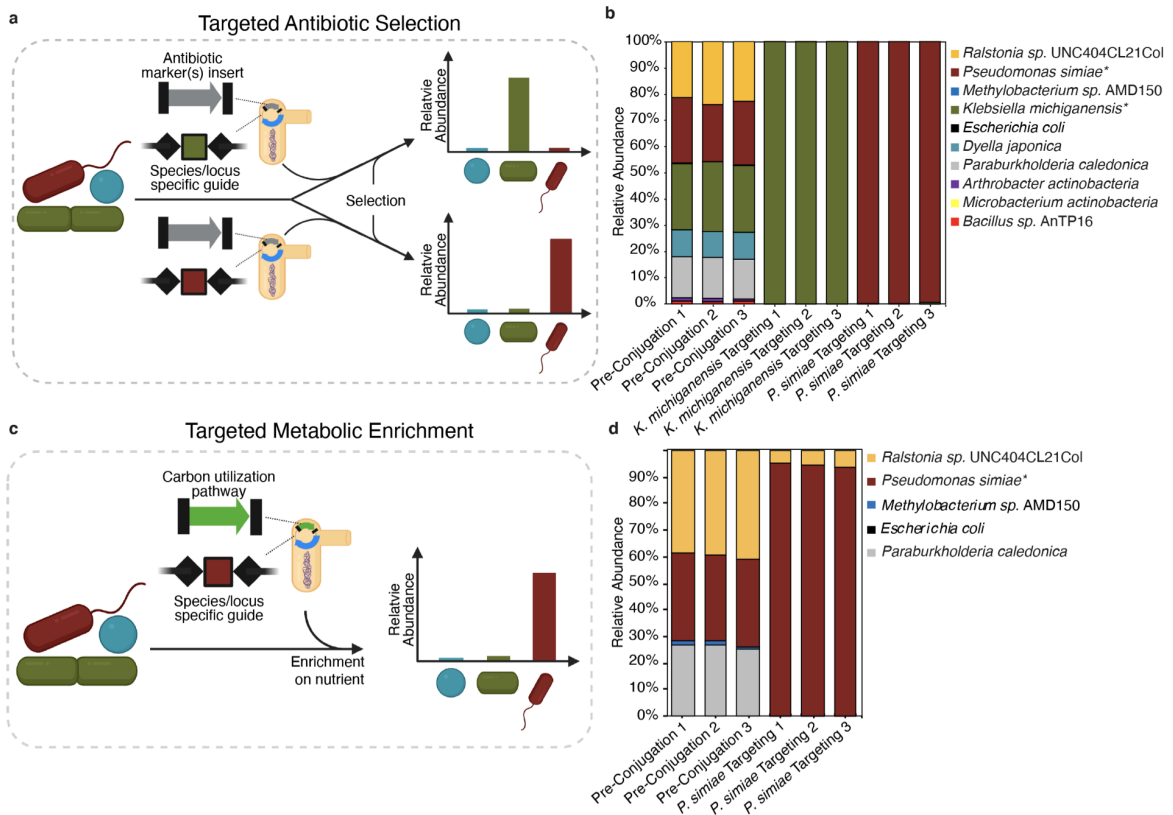 a
Targeted Antibiotic Selection
Antibiotic
marker(s) insert
Species/locus
specific guide
Selection
Relatvie
Abundance
Relatvie
Abundance
b
100%
90%
80%
70%
60%
50%
40%
30%
20%
10%
0%
Relative Abundance
Pre-Conjugation 1
Pre-Conjugation 2
Pre-Conjugation 3
K. michiganensis Targeting 1
K. michiganensis Targeting 2
K. michiganensis Targeting 3
P. simiae Targeting 1
P. simiae Targeting 2
P. simiae Targeting 3
Ralstonia sp. UNC404CL21Col
Pseudomonas simiae*
Methylobacterium sp. AMD150
Klebsiella michiganensis*
Escherichia coli
Dyella japonica
Paraburkholderia caledonica
Arthrobacter actinobacteria
Microbacterium actinobacteria
Bacillus sp. AnTP16
c
Targeted Metabolic Enrichment
Carbon utilization
pathway
Species/locus
specific guide
Enrichment
on nutrient
Relatvie
Abundance
d
90%
80%
70%
60%
50%
40%
30%
20%
10%
0%
Relative Abundance
Pre-Conjugation 1
Pre-Conjugation 2
Pre-Conjugation 3
P. simiae Targeting 1
P. simiae Targeting 2
P. simiae Targeting 3
Ralstonia sp. UNC404CL21Col
Pseudomonas simiae*
Methylobacterium sp. AMD150
Escherichia coli
Paraburkholderia caledonica